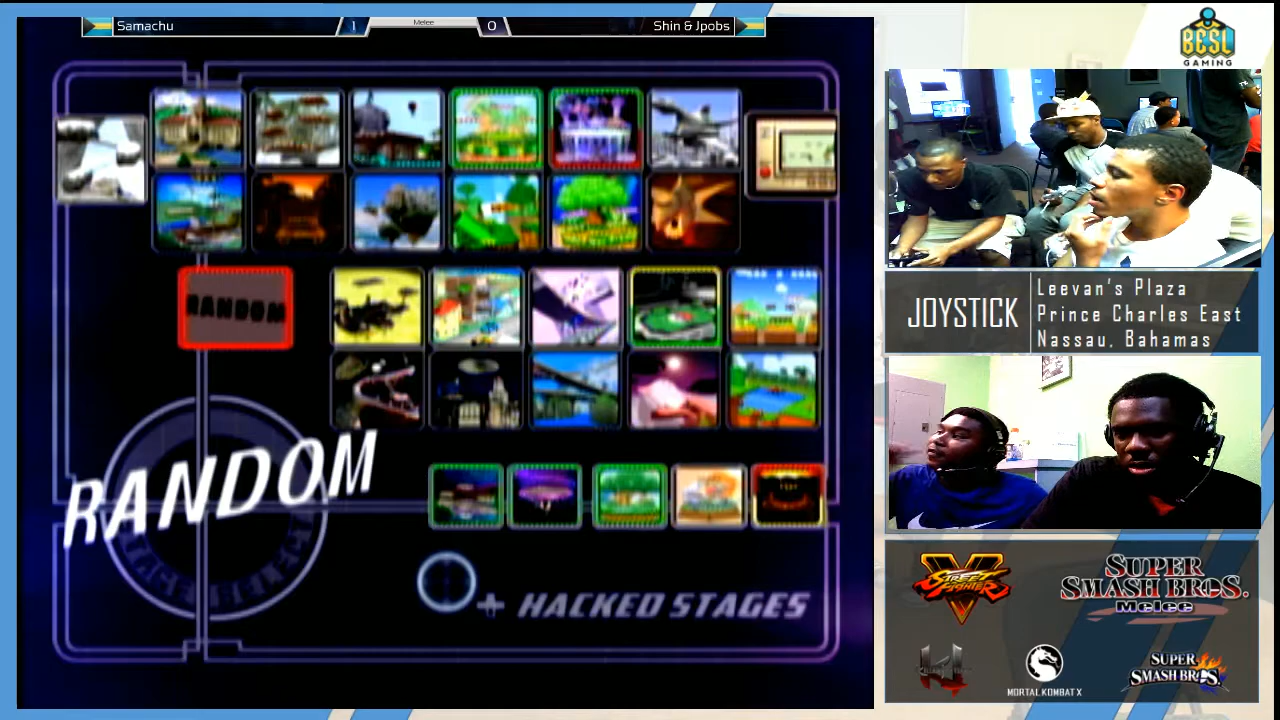 Samachu 1 Melee 0 Shin & Jpobs
BESL
GAMING
RANDOM
JOYSTICK
Leevan's Plaza
Prince Charles East
Nassau, Bahamas
RANDOM
+ HACKED STAGES
STREET
FIGHTER
V
SUPER
SMASH BROS.
Melee
MORTAL KOMBAT X
SUPER
SMASH BROS.